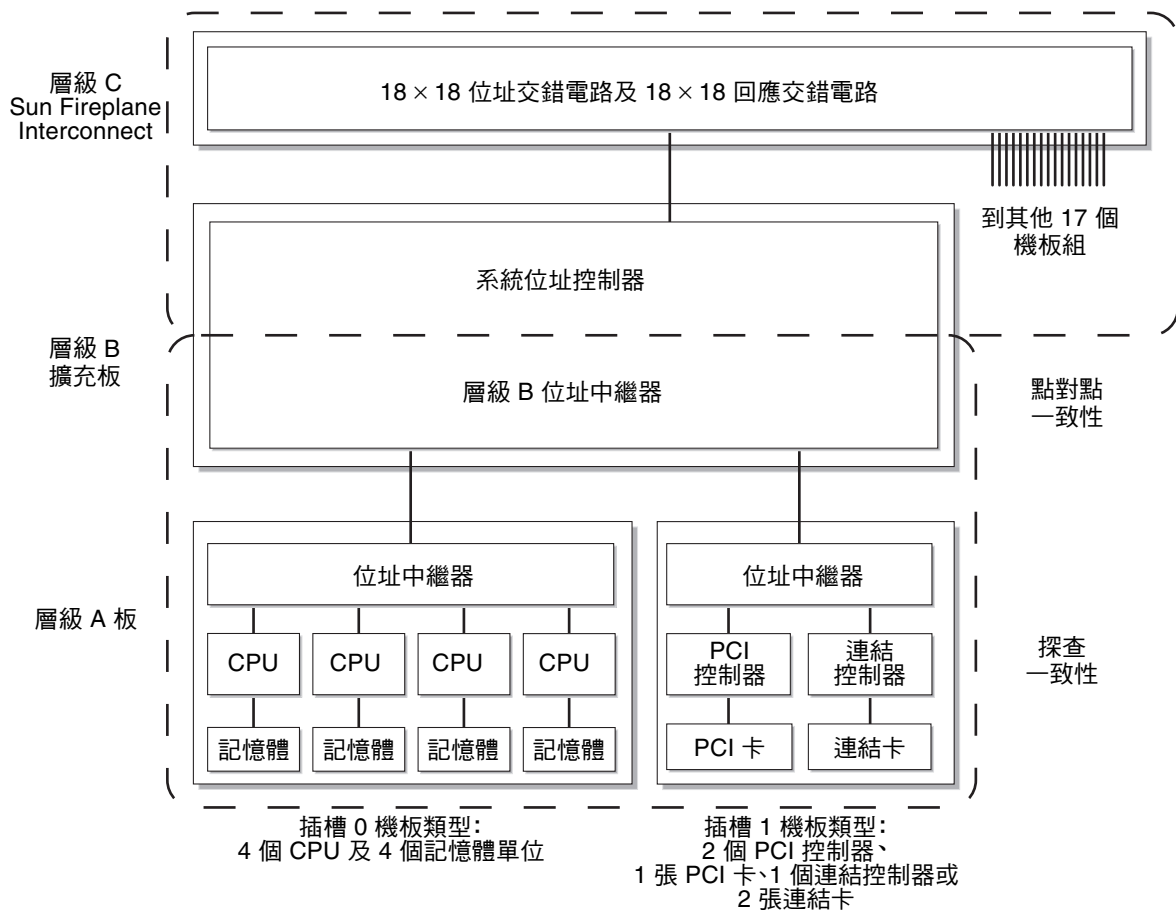 層級 C
Sun Fireplane
Interconnect
18 × 18 位址交錯電路及 18 × 18 回應交錯電路
到其他 17 個
機板組
系統位址控制器
層級 B
擴充板
層級 B 位址中繼器
點對點
一致性
層級 A 板
位址中繼器
CPU
CPU
CPU
CPU
記憶體
記憶體
記憶體
記憶體
位址中繼器
PCI
控制器
連結
控制器
PCI 卡
連結卡
探查
一致性
插槽 0 機板類型：
4 個 CPU 及 4 個記憶體單位
插槽 1 機板類型：
2 個 PCI 控制器、
1 張 PCI 卡、1 個連結控制器或
2 張連結卡